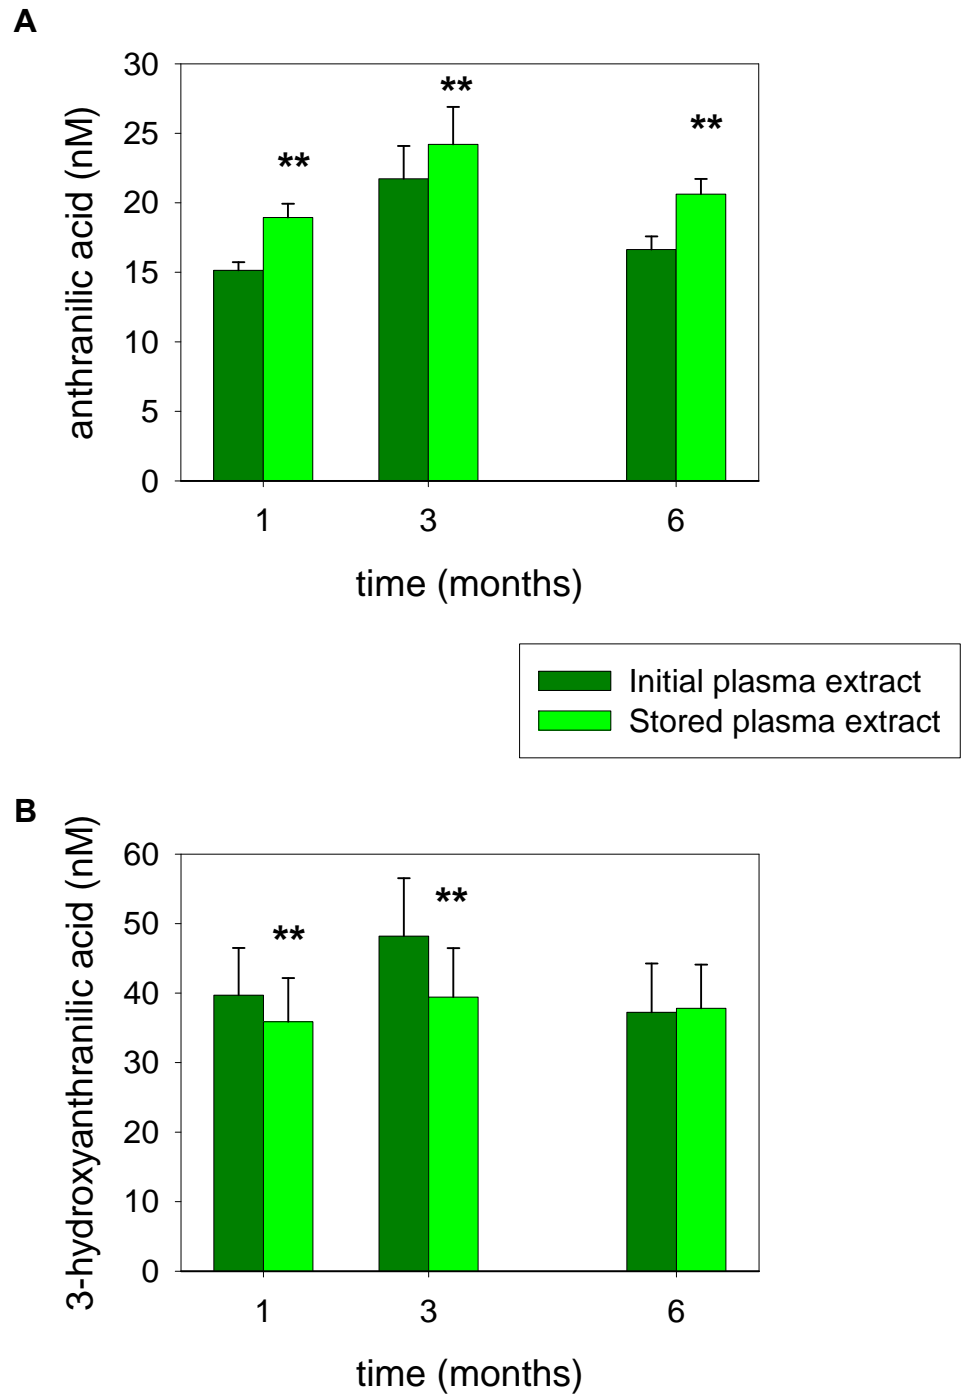 A
anthranilic acid (nM)
30
25
20
15
10
5
0
**
**
**
1 3 6
time (months)
Initial plasma extract
Stored plasma extract
B
3-hydroxyanthranilic acid (nM)
60
50
40
30
20
10
0
**
**
1 3 6
time (months)